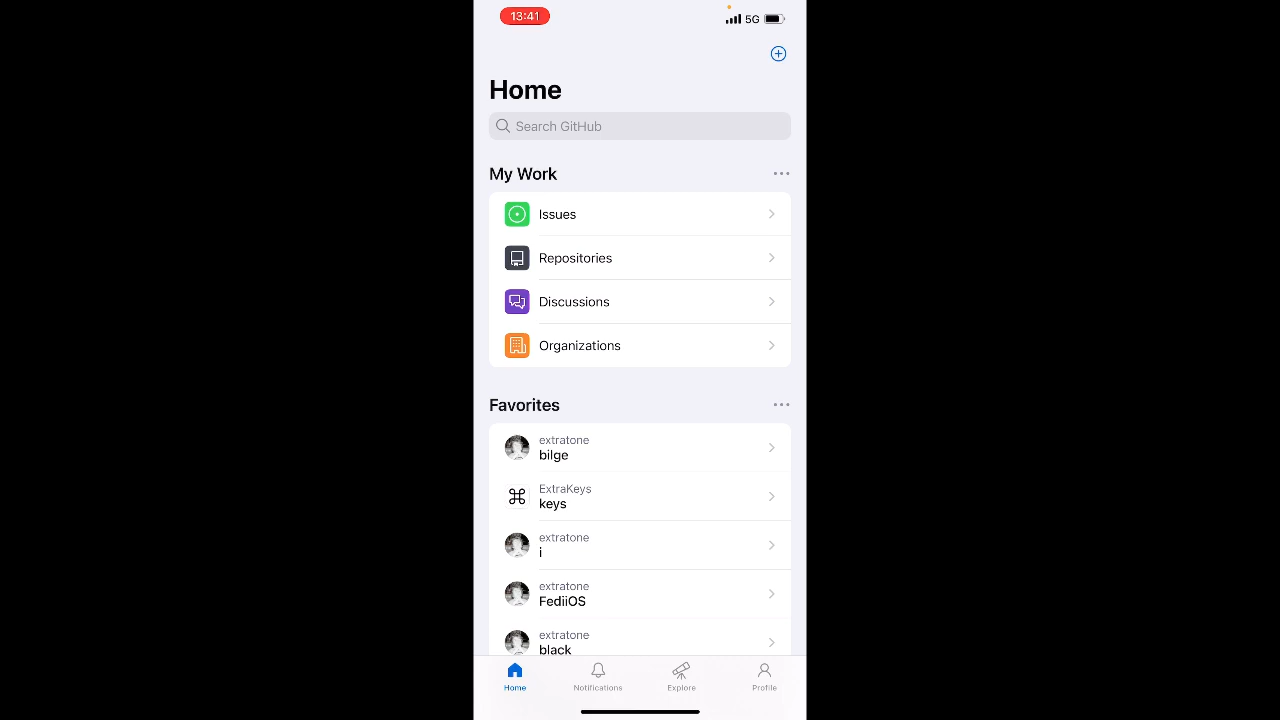 13:41
5G
Home
Search GitHub
My Work
Issues
Repositories
Discussions
Organizations
Favorites
extratone
bilge
ExtraKeys
keys
extratone
i
extratone
FediiOS
extratone
black
Home
Notifications
Explore
Profile